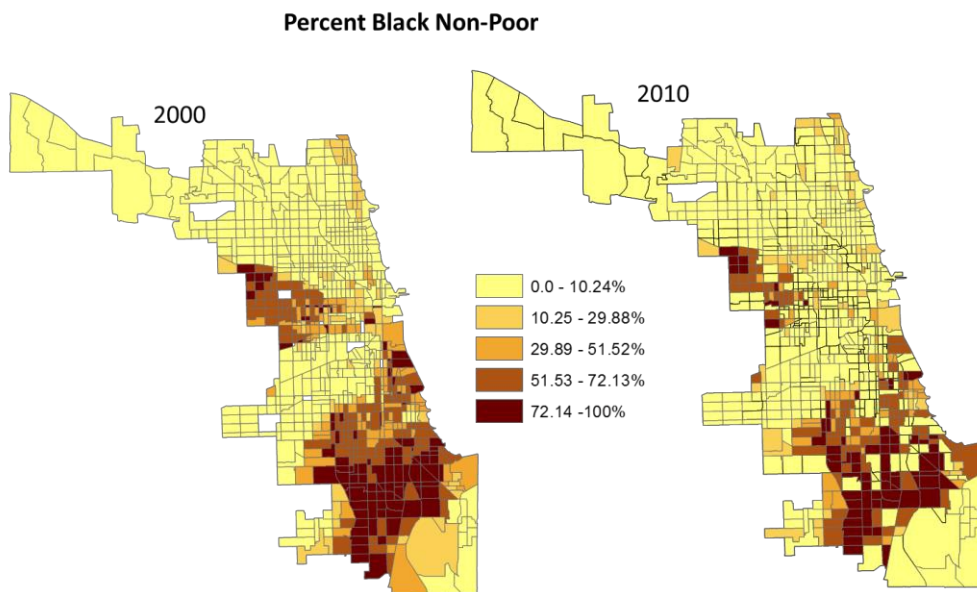 Percent Black Non-Poor
2000
2010
0.0 - 10.24%
10.25 - 29.88%
29.89 - 51.52%
51.53 - 72.13%
72.14 -100%